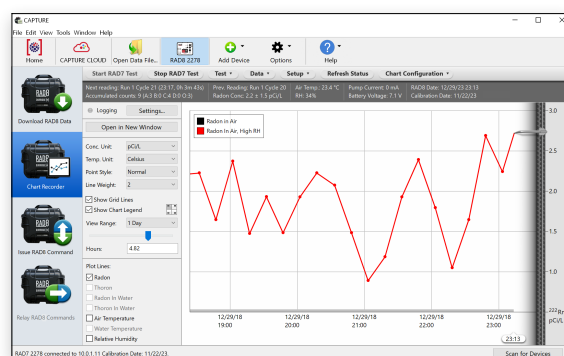 CAPTURE
File Edit View Tools Window Help
Home
CAPTURE CLOUD
Open Data File..
RAD8 2278
Add Device
Options
Help
Start RAD7 Test
Stop RAD7 Test
Test
Data
Setup
Refresh Status
Chart Configuration
Next reading: Run 1 Cycle 21 (23:17, 0h 3m 43s)
Accumulated counts: 9 (A:3 B:0 C:4 D:0 O:3)
Prev. Reading: Run 1 Cycle 20
Radon Conc: 2.2 ± 1.5 pCi/L
Air Temp.: 23.4 °C
RH: 34%
Pump Current: 0 mA
Battery Voltage: 7.1 V
RAD8 Date: 12/29/18 23:13
Calibration Date: 11/22/23
RAD8
Download RAD8 Data
RAD8
Chart Recorder
RAD8
Issue RAD8 Command
RAD8
Relay RAD8 Commands
Logging
Settings...
Open in New Window
Conc. Unit:
pCi/L
Temp. Unit:
Celsius
Point Style:
Normal
Line Weight:
2
Show Grid Lines
Show Chart Legend
View Range:
1 Day
Hours:
4.82
Plot Lines:
Radon
Thoron
Radon In Water
Thoron In Water
Air Temperature
Water Temperature
Relative Humidity
Radon in Air
Radon In Air, High RH
3.0
2.0
1.5
1.0
0.0
222Rn
pCi/L
12/29/18
19:00
12/29/18
20:00
12/29/18
21:00
12/29/18
22:00
12/29/18
23:00
23:13
RAD7 2278 connected to 10.0.1.11 Calibration Date: 11/22/23.
Scan for Devices